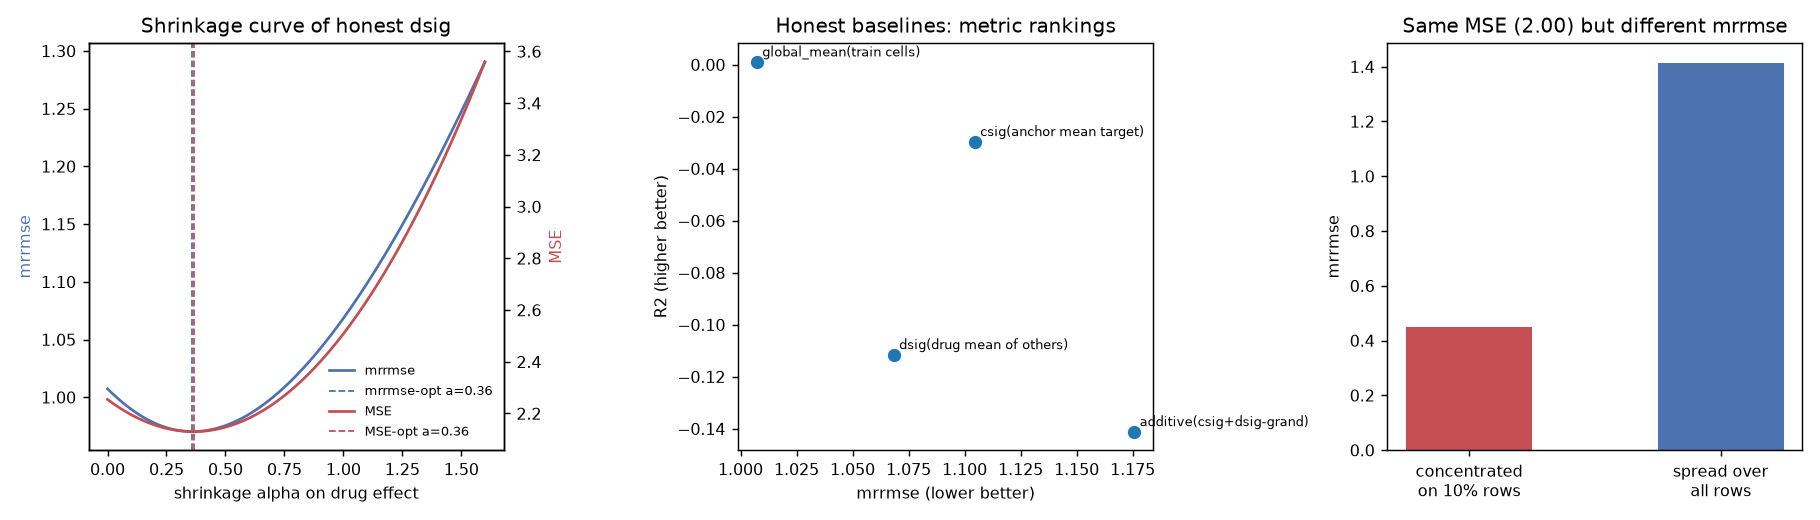 Shrinkage curve of honest dsig
1.30
1.25
1.20
1.15
1.10
1.05
1.00
mrrmse
3.6
3.4
3.2
3.0
2.8
2.6
2.4
2.2
MSE
mrrmse
mrrmse-opt a=0.36
MSE
MSE-opt a=0.36
0.00 0.25 0.50 0.75 1.00 1.25 1.50
shrinkage alpha on drug effect
Honest baselines: metric rankings
0.00
−0.02
−0.04
−0.06
−0.08
−0.10
−0.12
−0.14
R2 (higher better)
global_mean(train cells)
csig(anchor mean target)
dsig(drug mean of others)
additive(csig+dsig-grand)
1.000 1.025 1.050 1.075 1.100 1.125 1.150 1.175
mrrmse (lower better)
Same MSE (2.00) but different mrrmse
1.4
1.2
1.0
0.8
0.6
0.4
0.2
0.0
mrrmse
concentrated
on 10% rows
spread over
all rows